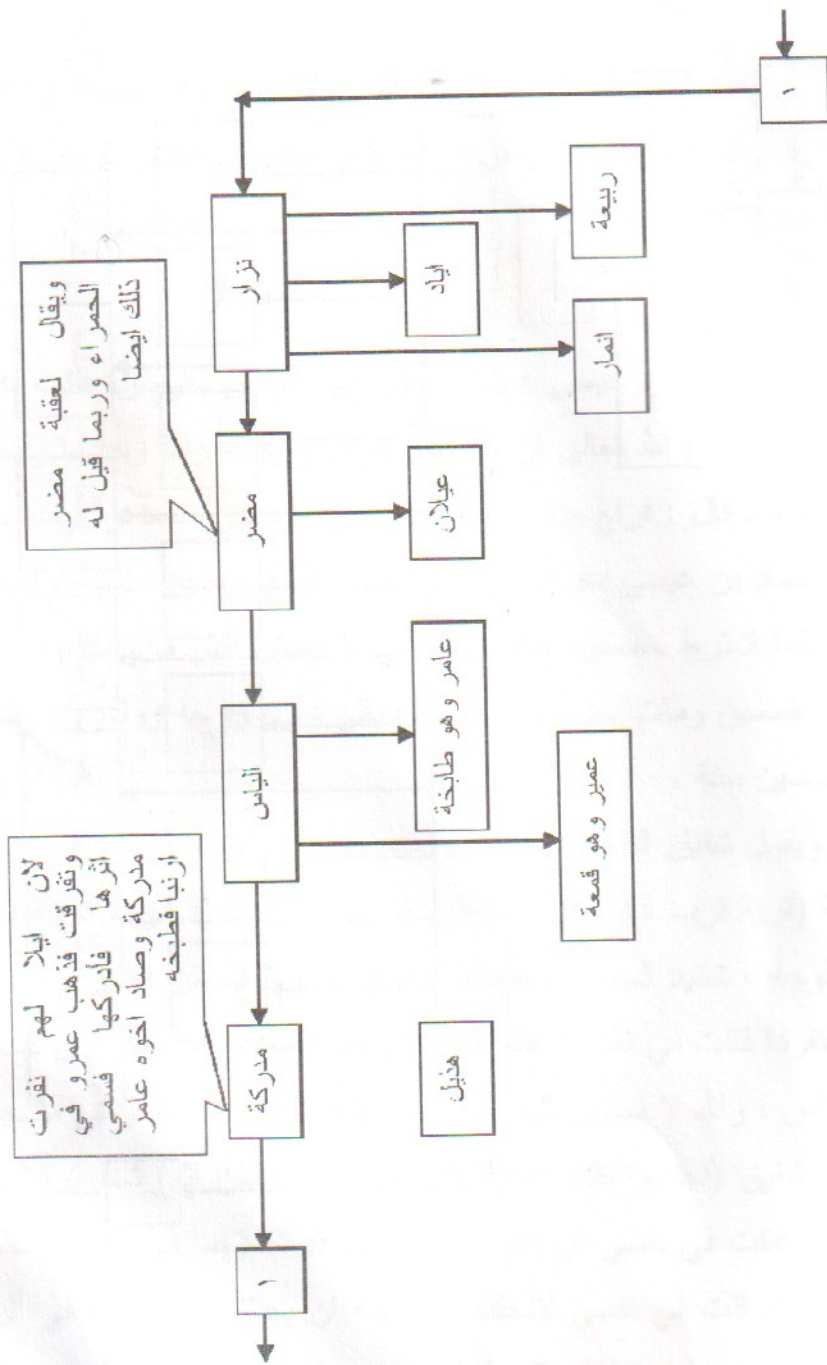 ١
نزار
ربيعة
اياد
انمار
ويقال لعقبة مضر
الحمراء وربما قيل له
ذلك ايضا
مضر
عيلان
الياس
عامر وهو طابخة
عمير وهو قمعة
لان ابلا لهم نفرت
وتفرقت فذهب عمرو في
اثرها فادركها فسمي
مدركة وصاد اخوه عامر
ارنبا فطبخه
مدركة
هذيل
١